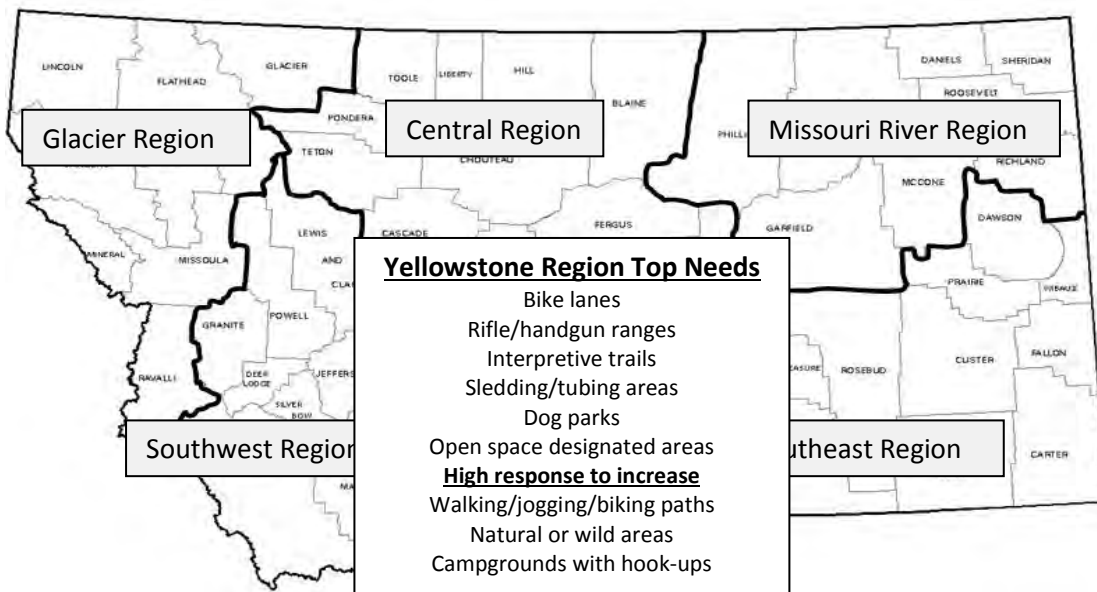 DANIELS
SHERIDAN
LINCOLN
GLACIER
TOOLE
LIBERTY
HILL
FLATHEAD
ROOSEVELT
BLAINE
PONDERA
Glacier Region
Central Region
Missouri River Region
TETON
CHOUTEAU
RICHLAND
MCCONE
DAWSON
LEWIS
AND
CASCADE
FERGUS
GARFIELD
MINERAL
MISSOULA
PRAIRIE
WIBAUX
GRANITE
POWELL
Yellowstone Region Top Needs
Bike lanes
Rifle/handgun ranges
Interpretive trails
Sledding/tubing areas
Dog parks
Open space designated areas
High response to increase
Walking/jogging/biking paths
Natural or wild areas
Campgrounds with hook-ups
RAVALLI
DEER
LODGE
JEFFERS
SILVER
BOW
ROSEBUD
CUSTER
FALLON
Southwest Region
utheast Region
CARTER